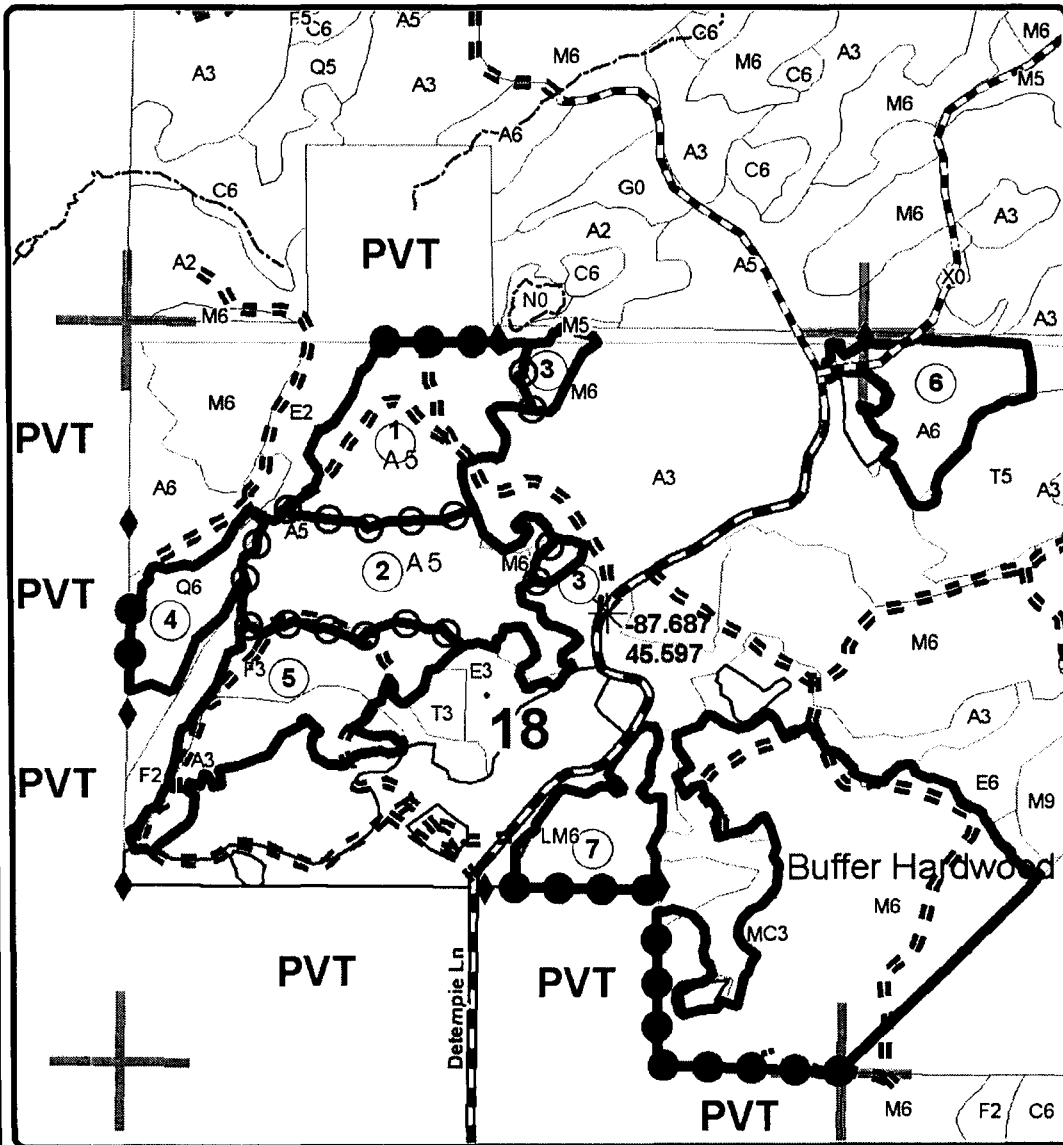 F5
C6
A5
M6
C6
M6
A3
Q5
A3
A3
M6
C6
M5
M6
A6
A3
C6
C6
G0
M6
A3
A2
PVT
A5
X0
A2
C6
N0
M6
M5
A3
3
M6
6
M6
E2
PVT
1
A6
A5
A3
T5
A3
A6
A5
2
A5
M6
3
PVT
Q6
4
-87.687
45.597
M6
F3
5
E3
T3
18
A3
PVT
F2
A3
E6
M9
LM6
7
Buffer Hardwood
M6
MC3
PVT
PVT
Detempie Ln
PVT
M6
F2
C6